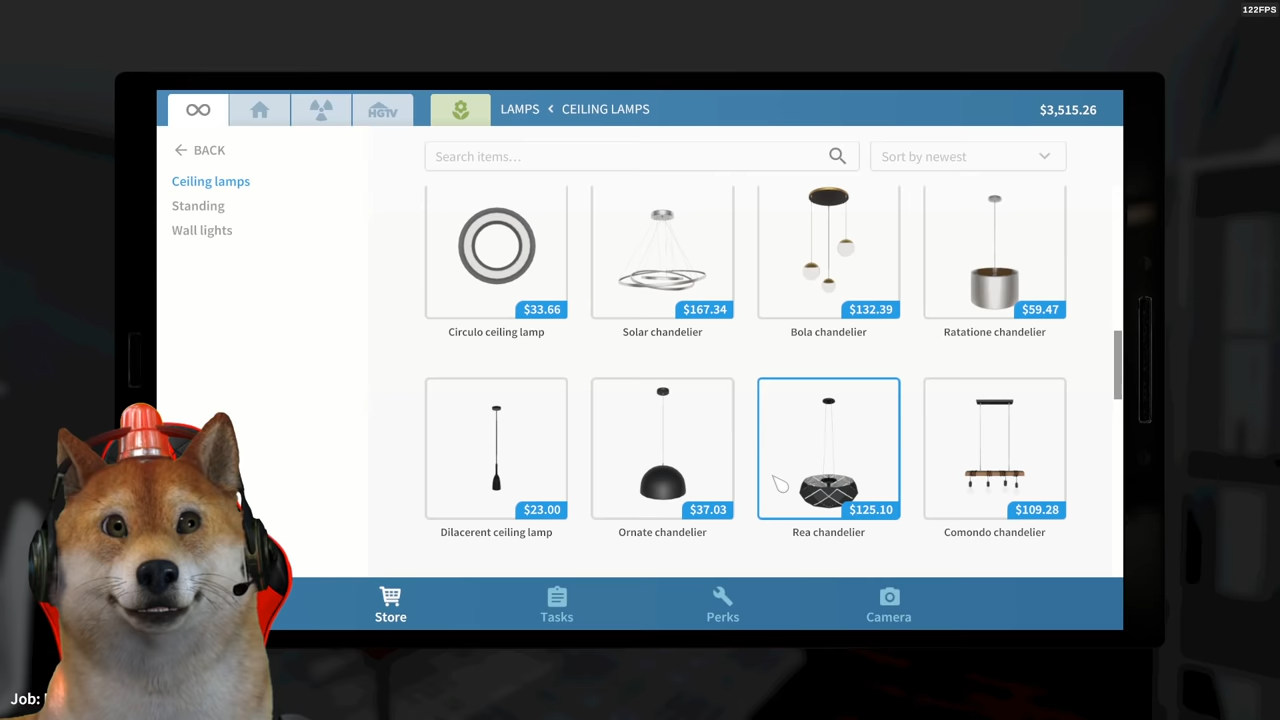 122FPS
HGTV
LAMPS < CEILING LAMPS
$3,515.26
BACK
Search items...
Sort by newest
Ceiling lamps
Standing
Wall lights
$33.66
$167.34
$132.39
$59.47
Circulo ceiling lamp
Solar chandelier
Bola chandelier
Ratatione chandelier
$23.00
$37.03
$125.10
$109.28
Dilacerent ceiling lamp
Ornate chandelier
Rea chandelier
Comondo chandelier
Store
Tasks
Perks
Camera
Job: